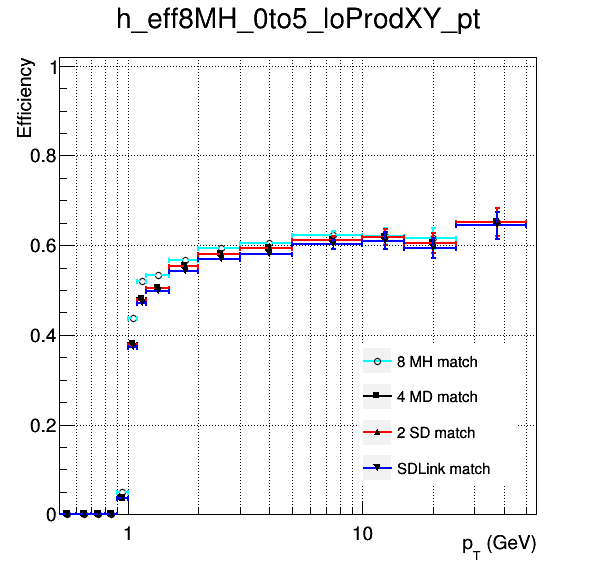 h_eff8MH_0to5_loProdXY_pt
Efficiency
1
0.8
0.6
0.4
0.2
0
8 MH match
4 MD match
2 SD match
SDLink match
1
10
p_T (GeV)